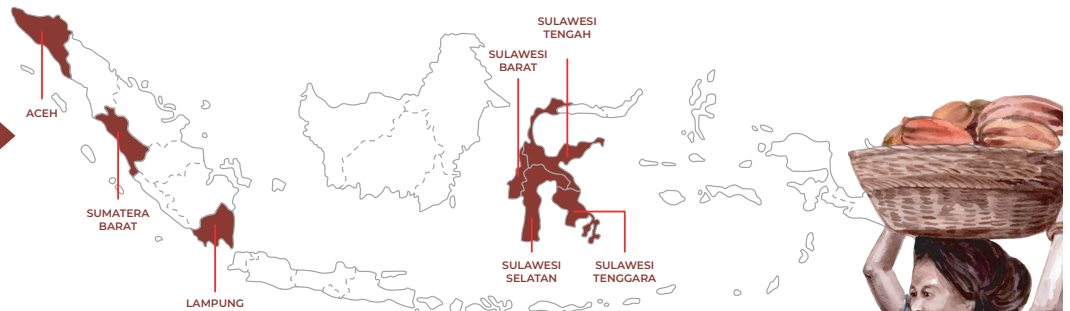 ACEH
SUMATERA
BARAT
LAMPUNG
SULAWESI
BARAT
SULAWESI
TENGAH
SULAWESI
SELATAN
SULAWESI
TENGGARA